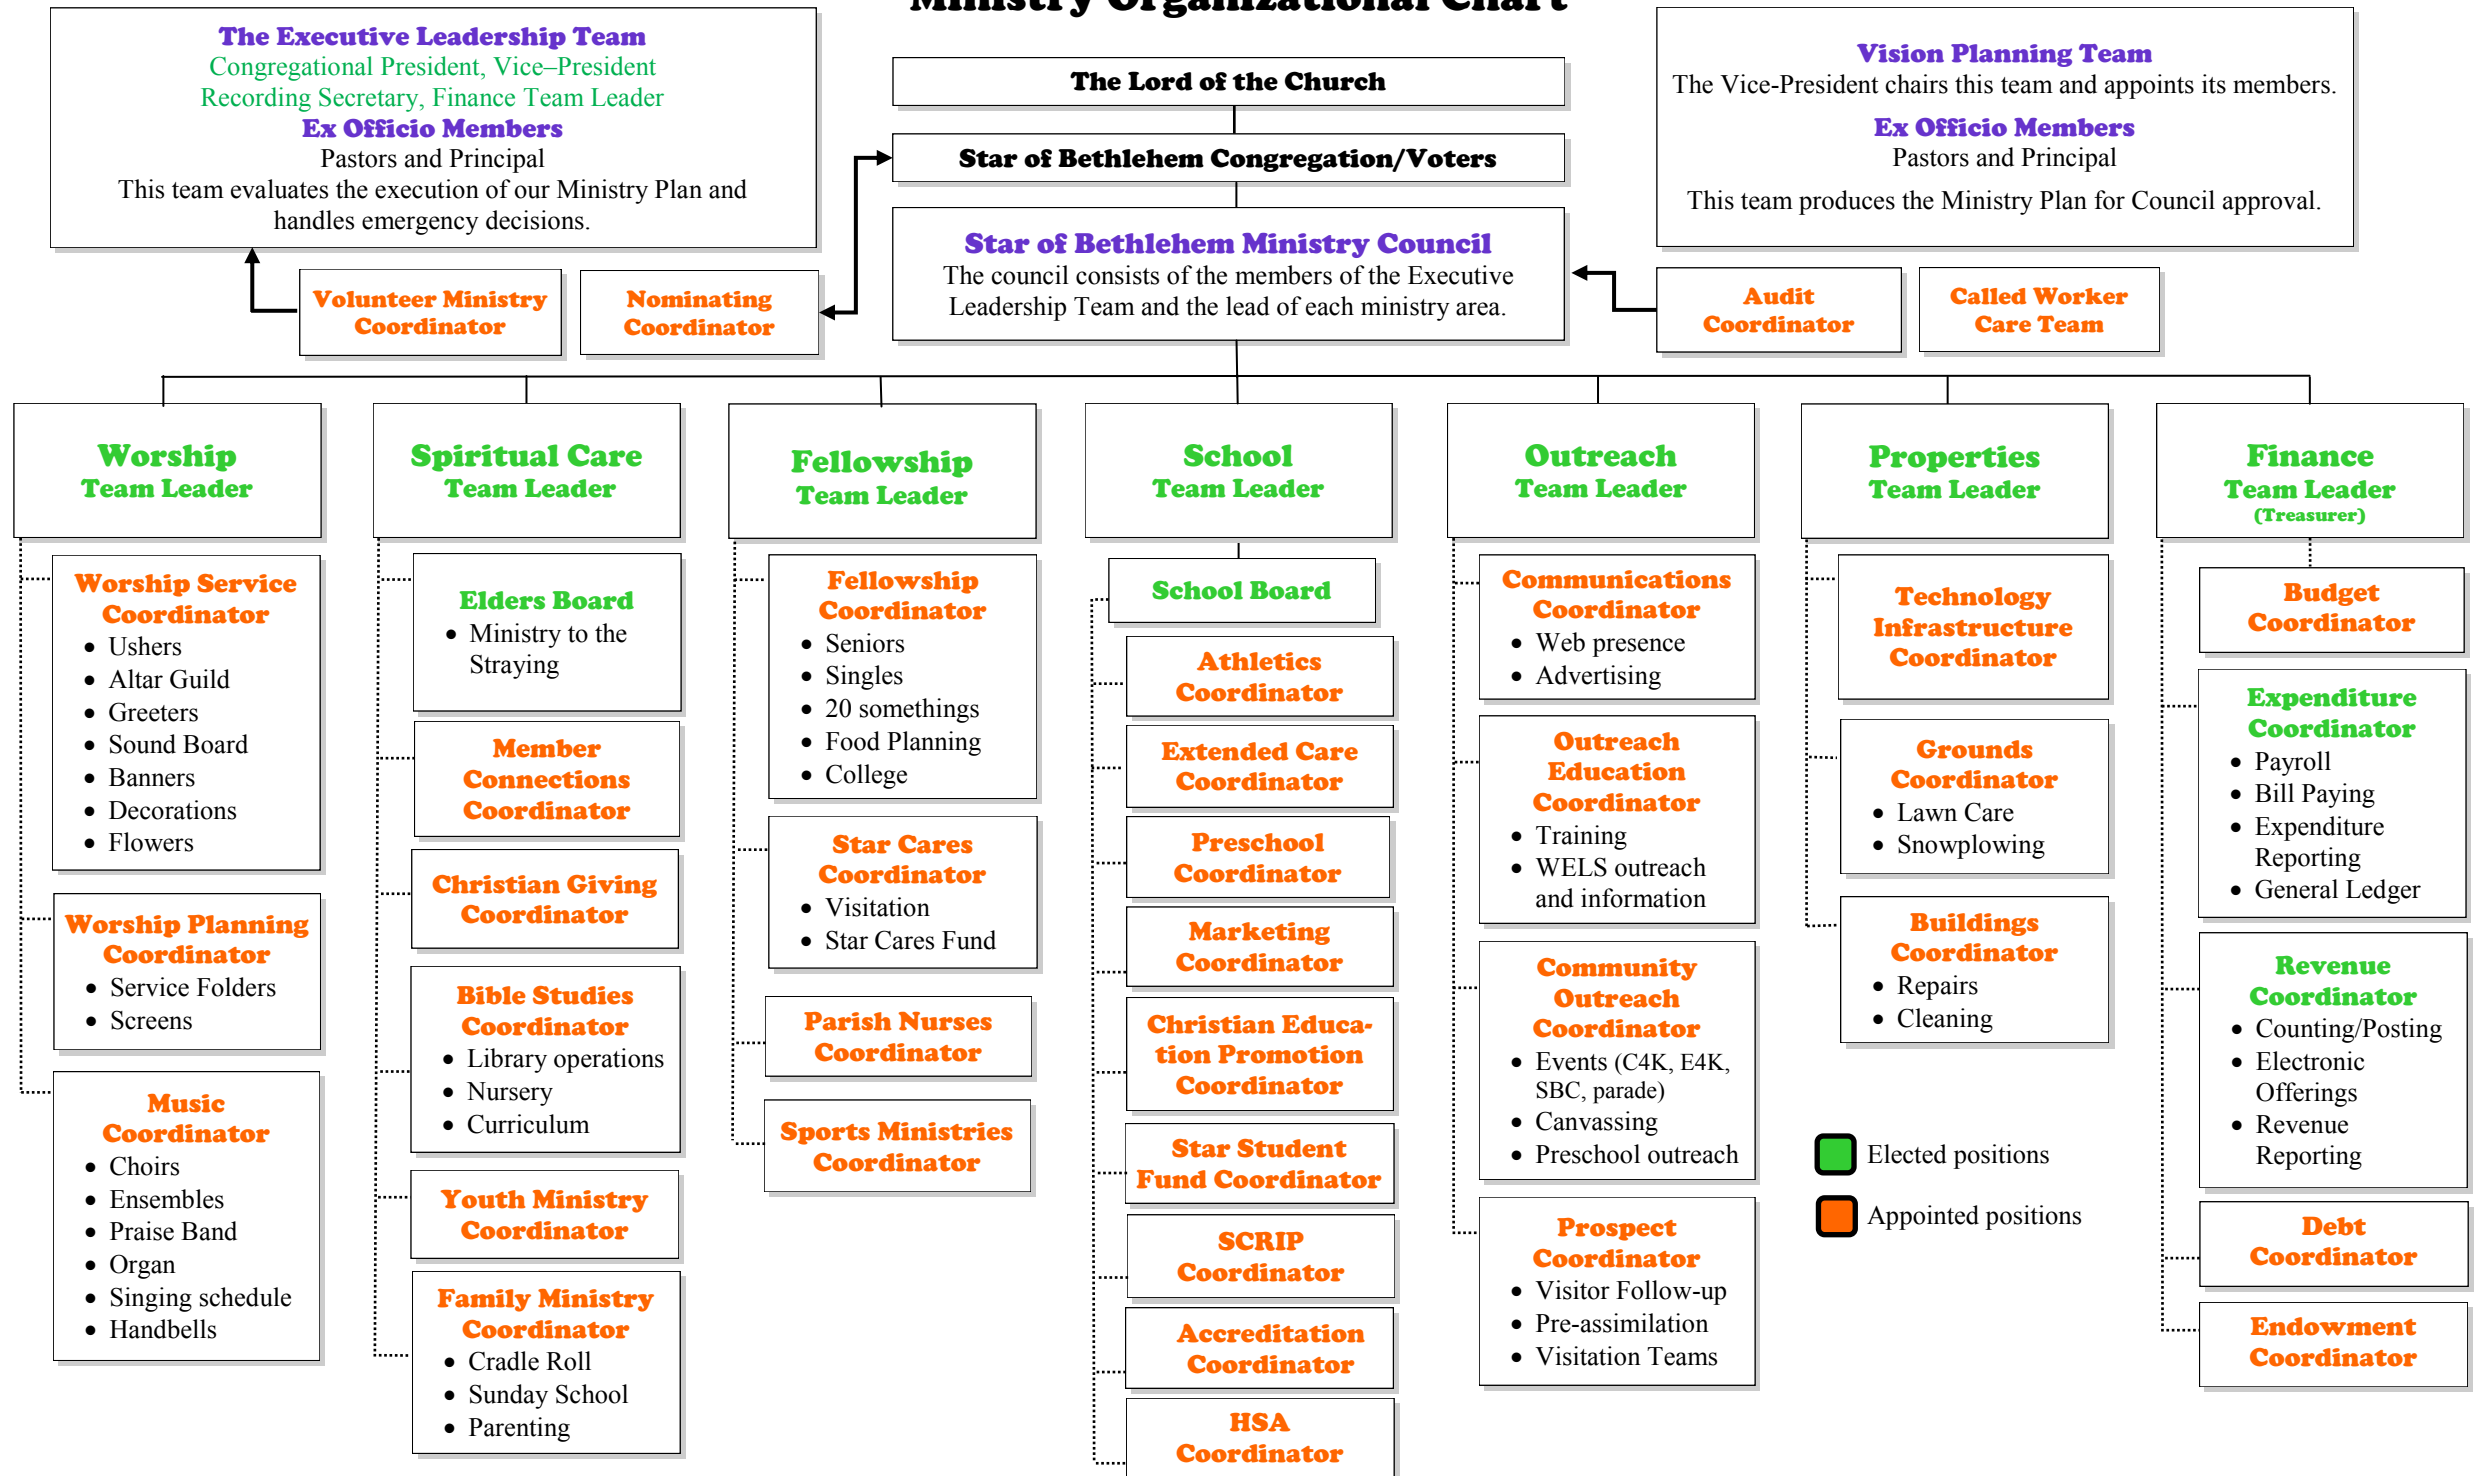 Ministry Organizational Chart
The Executive Leadership Team
Congregational President, Vice–President
Recording Secretary, Finance Team Leader
Ex Officio Members
Pastors and Principal
This team evaluates the execution of our Ministry Plan and
handles emergency decisions.
The Lord of the Church
Star of Bethlehem Congregation/Voters
Star of Bethlehem Ministry Council
The council consists of the members of the Executive
Leadership Team and the lead of each ministry area.
Vision Planning Team
The Vice-President chairs this team and appoints its members.
Ex Officio Members
Pastors and Principal
This team produces the Ministry Plan for Council approval.
Volunteer Ministry
Coordinator
Nominating
Coordinator
Audit
Coordinator
Called Worker
Care Team
Worship
Team Leader
Worship Service
Coordinator
• Ushers
• Altar Guild
• Greeters
• Sound Board
• Banners
• Decorations
• Flowers
Worship Planning
Coordinator
• Service Folders
• Screens
Music
Coordinator
• Choirs
• Ensembles
• Praise Band
• Organ
• Singing schedule
• Handbells
Spiritual Care
Team Leader
Elders Board
• Ministry to the
Straying
Member
Connections
Coordinator
Christian Giving
Coordinator
Bible Studies
Coordinator
• Library operations
• Nursery
• Curriculum
Youth Ministry
Coordinator
Family Ministry
Coordinator
• Cradle Roll
• Sunday School
• Parenting
Fellowship
Team Leader
Fellowship
Coordinator
• Seniors
• Singles
• 20 somethings
• Food Planning
• College
Star Cares
Coordinator
• Visitation
• Star Cares Fund
Parish Nurses
Coordinator
Sports Ministries
Coordinator
School
Team Leader
School Board
Athletics
Coordinator
Extended Care
Coordinator
Preschool
Coordinator
Marketing
Coordinator
Christian Educa-
tion Promotion
Coordinator
Star Student
Fund Coordinator
SCRIP
Coordinator
Accreditation
Coordinator
HSA
Coordinator
Outreach
Team Leader
Communications
Coordinator
• Web presence
• Advertising
Outreach
Education
Coordinator
• Training
• WELS outreach
and information
Community
Outreach
Coordinator
• Events (C4K, E4K,
SBC, parade)
• Canvassing
• Preschool outreach
Prospect
Coordinator
• Visitor Follow-up
• Pre-assimilation
• Visitation Teams
Properties
Team Leader
Technology
Infrastructure
Coordinator
Grounds
Coordinator
• Lawn Care
• Snowplowing
Buildings
Coordinator
• Repairs
• Cleaning
Elected positions
Appointed positions
Finance
Team Leader
(Treasurer)
Budget
Coordinator
Expenditure
Coordinator
• Payroll
• Bill Paying
• Expenditure
Reporting
• General Ledger
Revenue
Coordinator
• Counting/Posting
• Electronic
Offerings
• Revenue
Reporting
Debt
Coordinator
Endowment
Coordinator